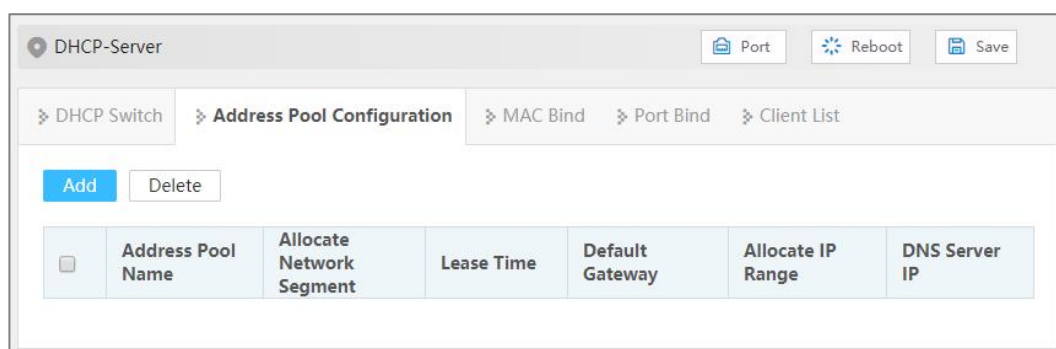 DHCP-Server
Port
Reboot
Save
DHCP Switch
Address Pool Configuration
MAC Bind
Port Bind
Client List
Add
Delete
Address Pool
Name
Allocate
Network
Segment
Lease Time
Default
Gateway
Allocate IP
Range
DNS Server
IP